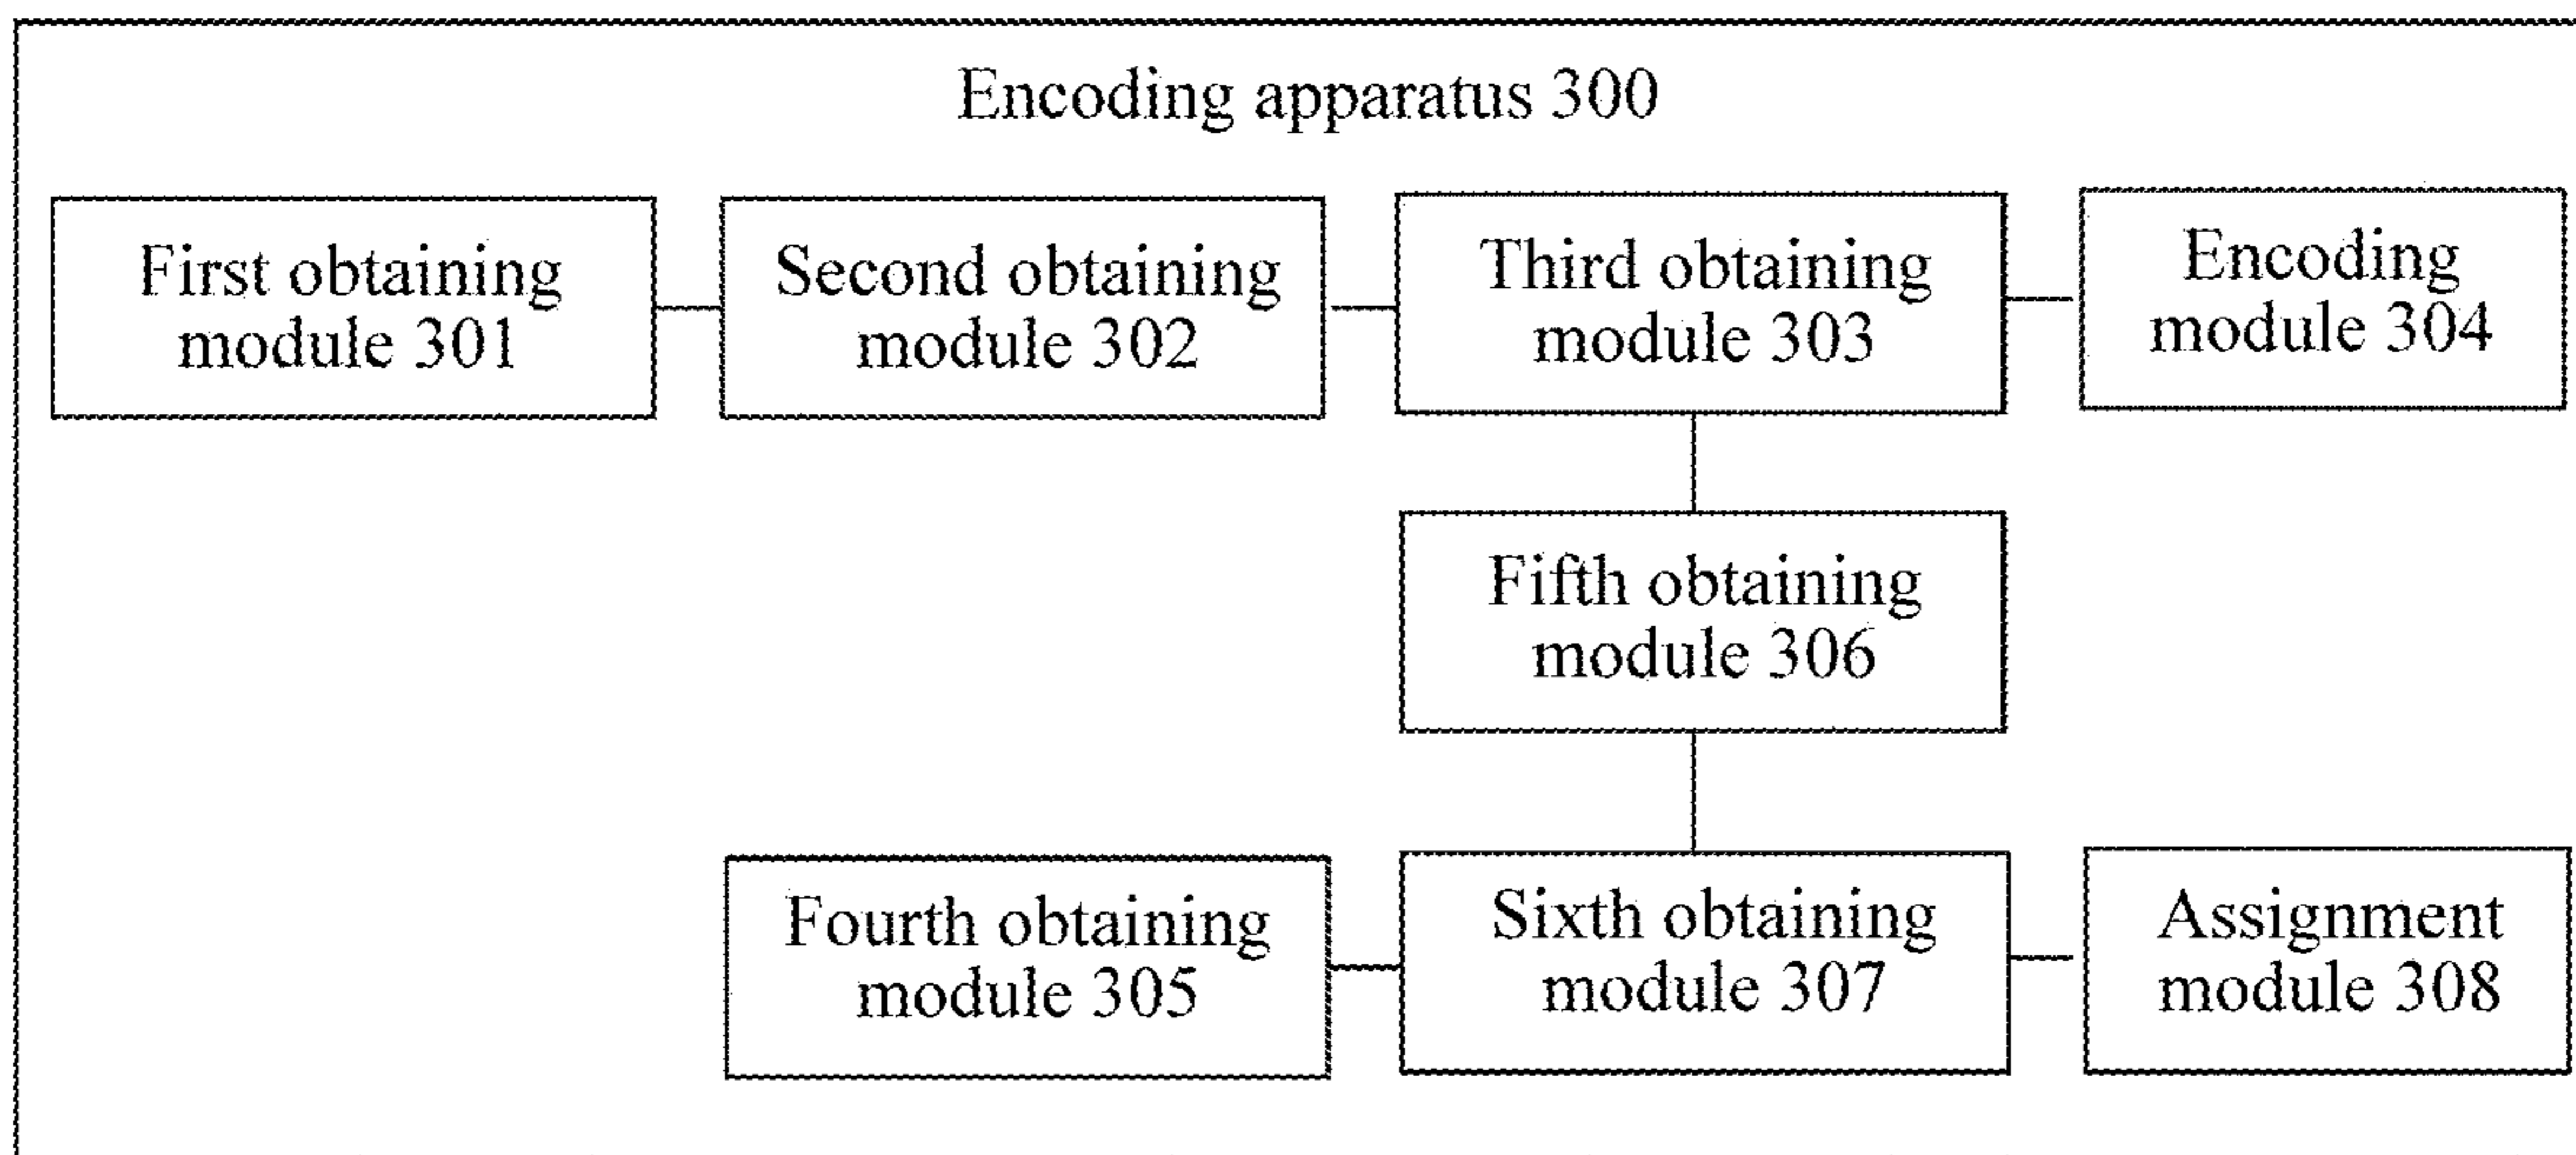 Encoding apparatus 300
First obtaining
module 301
Second obtaining
module 302
Third obtaining
module 303
Encoding
module 304
Fifth obtaining
module 306
Fourth obtaining
module 305
Sixth obtaining
module 307
Assignment
module 308